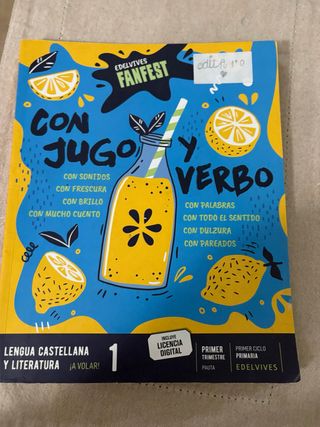 EDELVIVES
FANFEST
CON
JUGO
Y
VERBO
CON SONIDOS
CON FRESCURA
CON BRILLO
CON MUCHO CUENTO
CON PALABRAS
CON TODO EL SENTIDO
CON DULZURA
CON PAREADOS
LENGUA CASTELLANA
Y LITERATURA
¡A VOLAR!
1
INCLUYE
LICENCIA
DIGITAL
PRIMER
TRIMESTRE
PAUTA
PRIMER CICLO
PRIMARIA
EDELVIVES